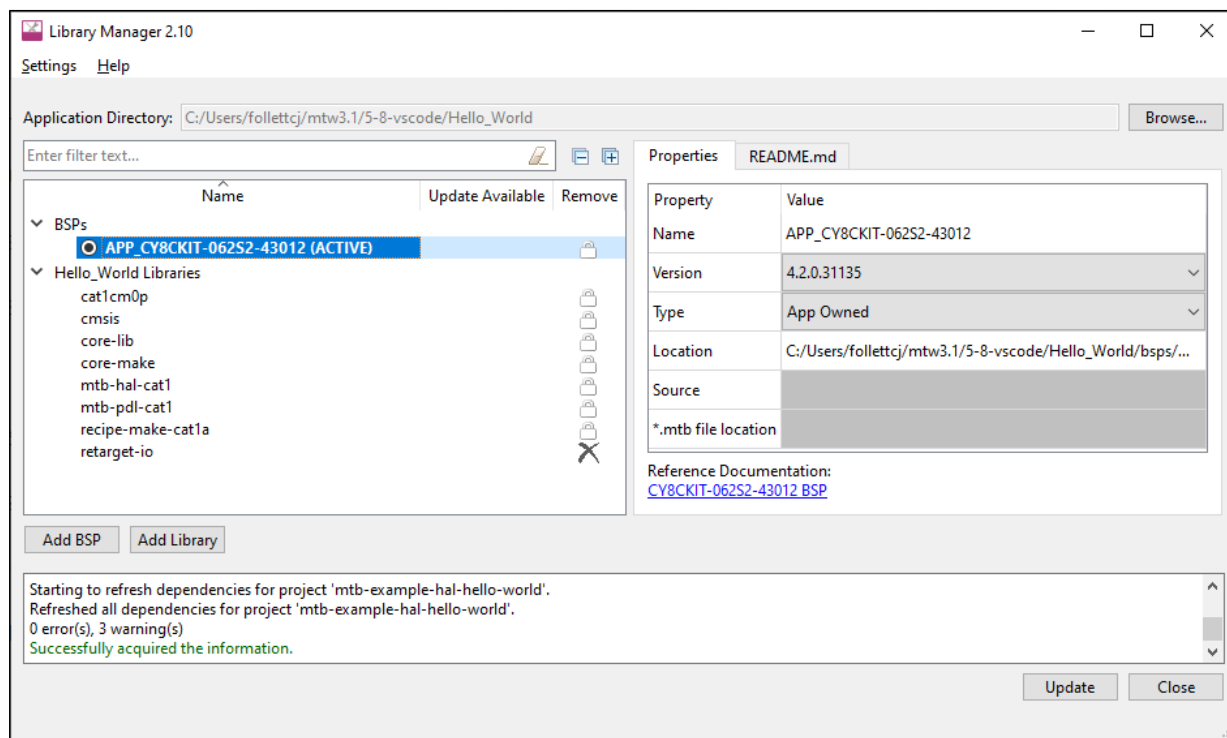 Library Manager 2.10
Settings Help
Application Directory: C:/Users/follettcj/mtw3.1/5-8-vscode/Hello_World Browse...
Enter filter text...
Name Update Available Remove
BSPs
APP_CY8CKIT-062S2-43012 (ACTIVE)
Hello_World Libraries
cat1cm0p
cmsis
core-lib
core-make
mtb-hal-cat1
mtb-pdl-cat1
recipe-make-cat1a
retarget-io
Properties README.md
Property Value
Name APP_CY8CKIT-062S2-43012
Version 4.2.0.31135
Type App Owned
Location C:/Users/follettcj/mtw3.1/5-8-vscode/Hello_World/bsps/...
Source
*.mtb file location
Reference Documentation:
CY8CKIT-062S2-43012 BSP
Add BSP Add Library
Starting to refresh dependencies for project 'mtb-example-hal-hello-world'.
Refreshed all dependencies for project 'mtb-example-hal-hello-world'.
0 error(s), 3 warning(s)
Successfully acquired the information.
Update Close